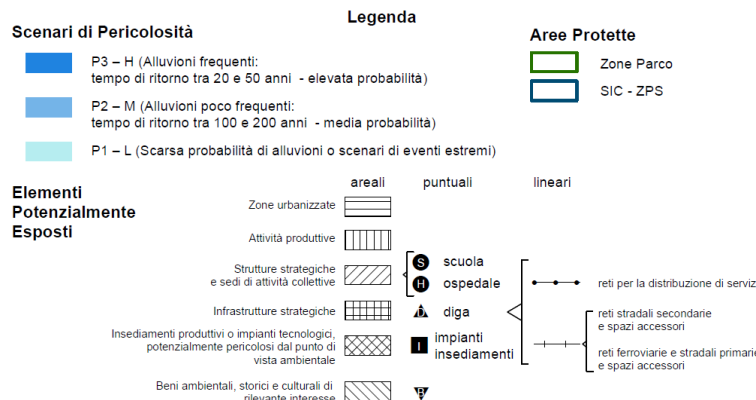 Legenda
Scenari di Pericolosità
P3 – H (Alluvioni frequenti:
tempo di ritorno tra 20 e 50 anni - elevata probabilità)
P2 – M (Alluvioni poco frequenti:
tempo di ritorno tra 100 e 200 anni - media probabilità)
P1 – L (Scarsa probabilità di alluvioni o scenari di eventi estremi)
Aree Protette
Zone Parco
SIC - ZPS
Elementi
Potenzialmente
Esposti
areali puntuali lineari
Zone urbanizzate
Attività produttive
Strutture strategiche
e sedi di attività collettive
S scuola
H ospedale
reti per la distribuzione di serviz
Infrastrutture strategiche
D diga
reti stradali secondarie
e spazi accessori
Insediamenti produttivi o impianti tecnologici,
potenzialmente pericolosi dal punto di
vista ambientale
I impianti
insediamenti
reti ferroviarie e stradali primarie
e spazi accessori
Beni ambientali, storici e culturali di
rilevante interesse
B